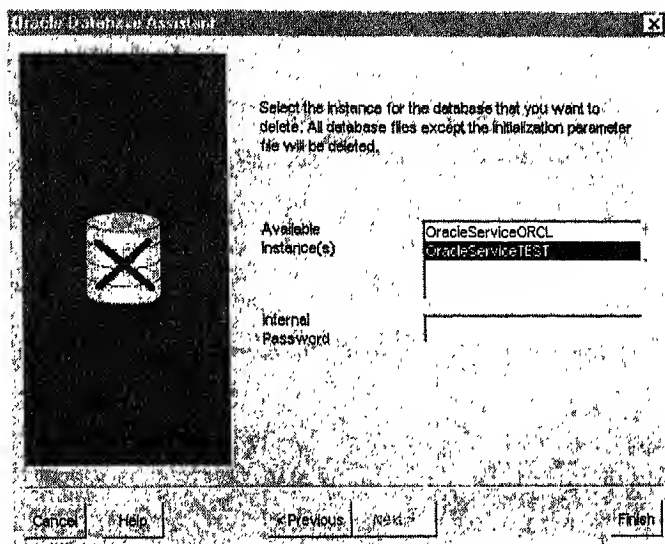 Oracle Database Assistant
Select the instance for the database that you want to
delete. All database files except the initialization parameter
file will be deleted.
Available
Instance(s)
OracleServiceORCL
OracleServiceTEST
Internal
Password
Cancel
Help
< Previous
Next >
Finish